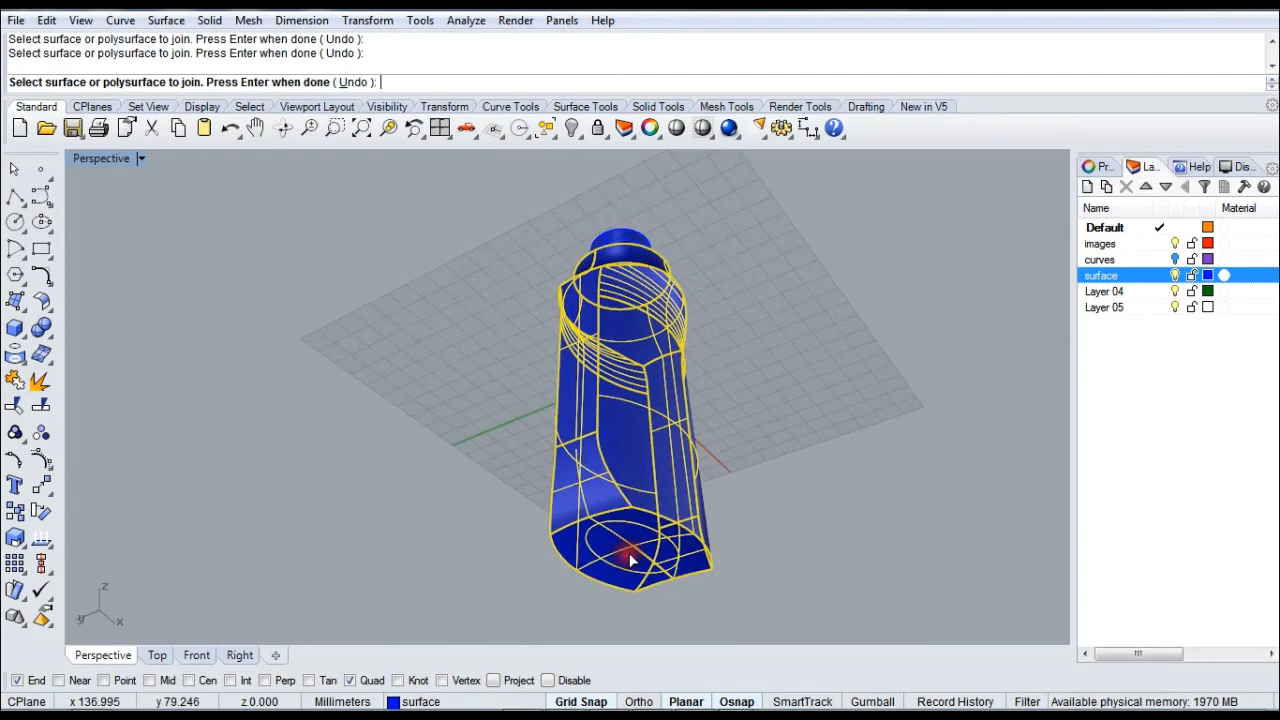 File Edit View Curve Surface Solid Mesh Dimension Transform Tools Analyze Render Panels Help
Select surface or polysurface to join. Press Enter when done ( Undo ):
Select surface or polysurface to join. Press Enter when done ( Undo ):
Select surface or polysurface to join. Press Enter when done ( Undo ):
Standard CPlanes Set View Display Select Viewport Layout Visibility Transform Curve Tools Surface Tools Solid Tools Mesh Tools Render Tools Drafting New in V5
Perspective
Pr... La... Help Dis...
Name Material
Default
images
curves
surface
Layer 04
Layer 05
z
y x
Perspective Top Front Right
End Near Point Mid Cen Int Perp Tan Quad Knot Vertex Project Disable
CPlane x 136.995 y 79.246 z 0.000 Millimeters surface Grid Snap Ortho Planar Osnap SmartTrack Gumball Record History Filter Available physical memory: 1970 MB